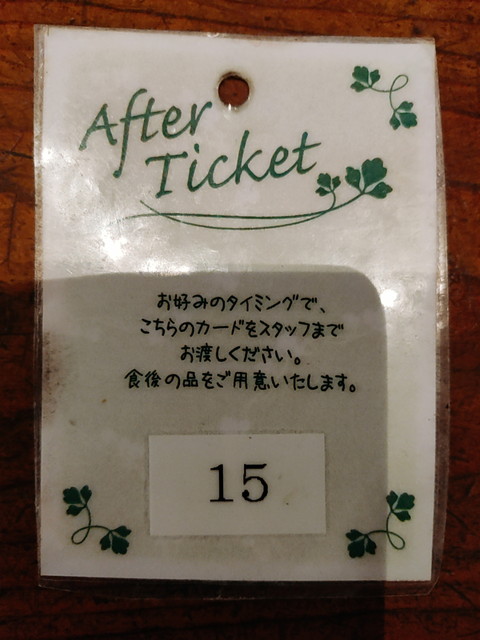 After
Ticket
お好みのタイミングで、
こちらのカードをスタッフまで
お渡しください。
食後の品をご用意いたします。
15